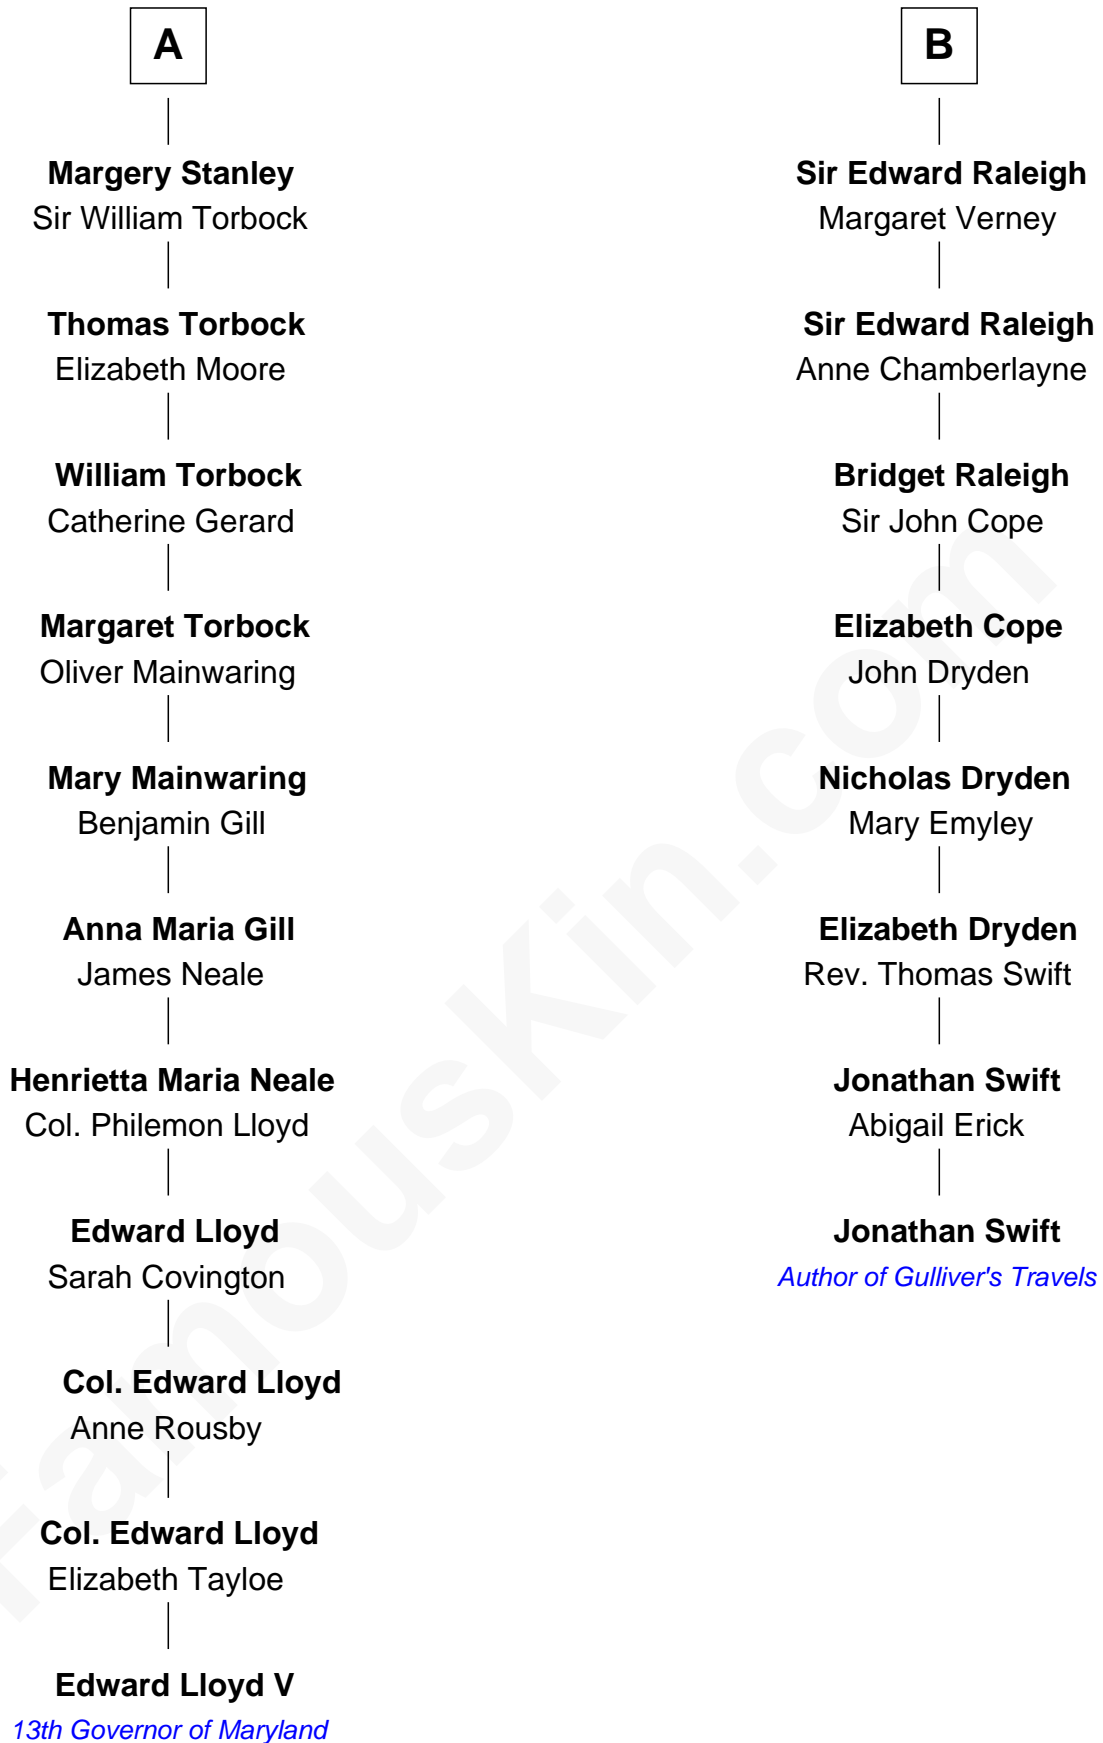 A
Margery Stanley
Sir William Torbock
Thomas Torbock
Elizabeth Moore
William Torbock
Catherine Gerard
Margaret Torbock
Oliver Mainwaring
Mary Mainwaring
Benjamin Gill
Anna Maria Gill
James Neale
Henrietta Maria Neale
Col. Philemon Lloyd
Edward Lloyd
Sarah Covington
Col. Edward Lloyd
Anne Rousby
Col. Edward Lloyd
Elizabeth Tayloe
Edward Lloyd V
13th Governor of Maryland
B
Sir Edward Raleigh
Margaret Verney
Sir Edward Raleigh
Anne Chamberlayne
Bridget Raleigh
Sir John Cope
Elizabeth Cope
John Dryden
Nicholas Dryden
Mary Emyley
Elizabeth Dryden
Rev. Thomas Swift
Jonathan Swift
Abigail Erick
Jonathan Swift
Author of Gulliver's Travels
FamousKin.com